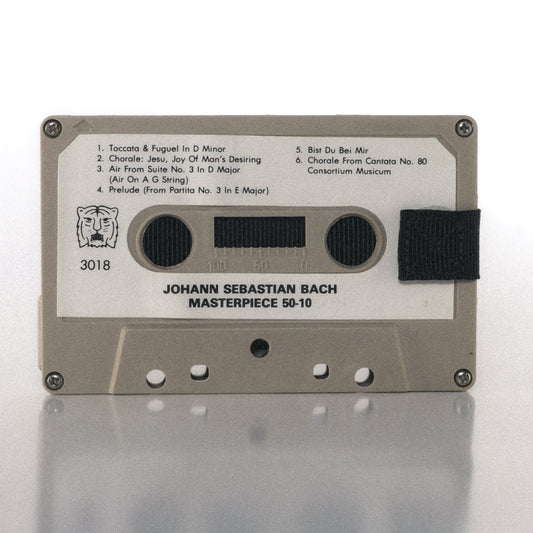 1. Toccata & Fuguel In D Minor
2. Chorale: Jesu, Joy Of Man's Desiring
3. Air From Suite No. 3 In D Major
(Air On A G String)
4. Prelude (From Partita No. 3 In E Major)
5. Bist Du Bei Mir
6. Chorale From Cantata No. 80
Consortium Musicum
3018
100 50 0
JOHANN SEBASTIAN BACH
MASTERPIECE 50-10